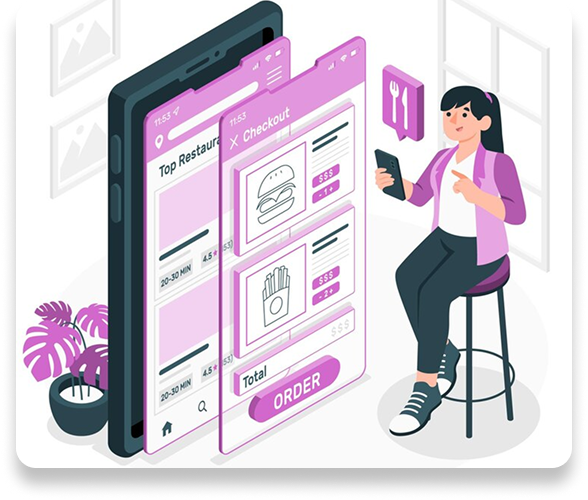 11:53
Top Restaura
20-30 MIN
4.5★
53)
20-30 MIN
4.5★
11:53
X Checkout
$$$
- 1 +
$$$
- 2 +
Total
$$$
ORDER